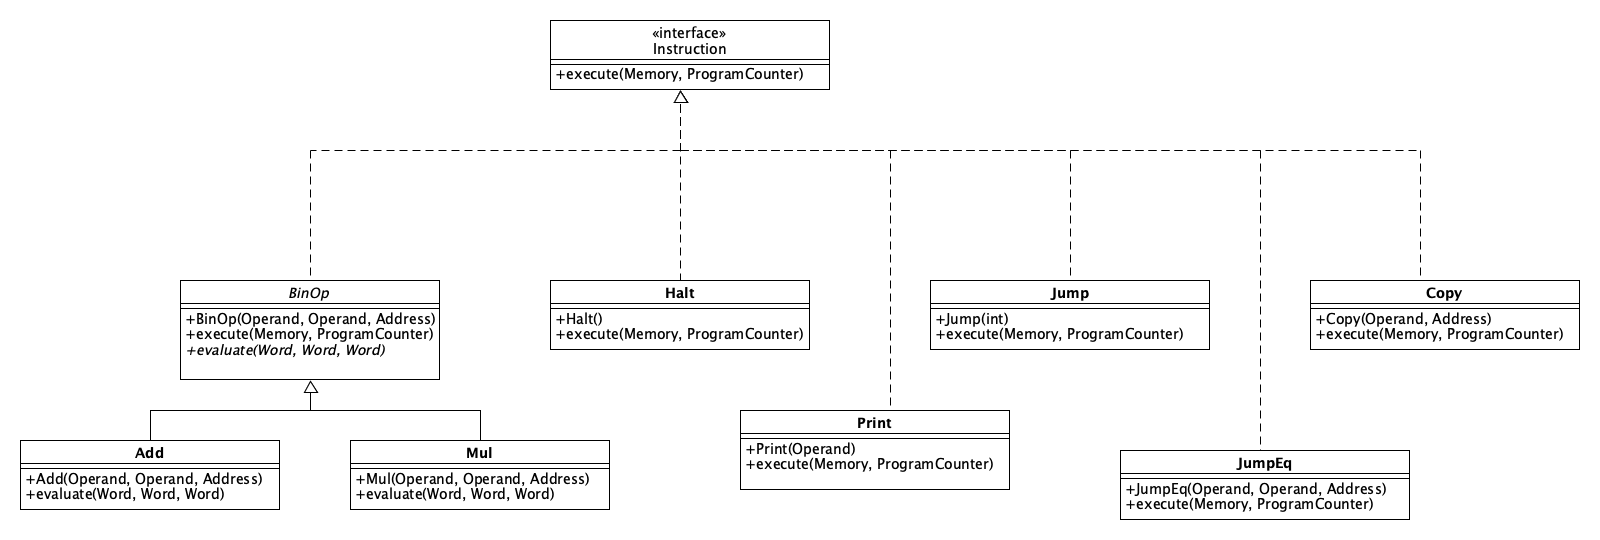 «interface»
Instruction
+execute(Memory, ProgramCounter)
BinOp
+BinOp(Operand, Operand, Address)
+execute(Memory, ProgramCounter)
+evaluate(Word, Word, Word)
Halt
+Halt()
+execute(Memory, ProgramCounter)
Jump
+Jump(int)
+execute(Memory, ProgramCounter)
Copy
+Copy(Operand, Address)
+execute(Memory, ProgramCounter)
Add
+Add(Operand, Operand, Address)
+evaluate(Word, Word, Word)
Mul
+Mul(Operand, Operand, Address)
+evaluate(Word, Word, Word)
Print
+Print(Operand)
+execute(Memory, ProgramCounter)
JumpEq
+JumpEq(Operand, Operand, Address)
+execute(Memory, ProgramCounter)